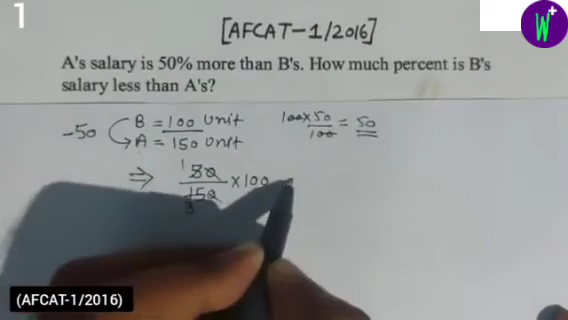 1
[AFCAT-1/2016]
W+
A's salary is 50% more than B's. How much percent is B's
salary less than A's?
-50
B = 100 Unit
A = 150 Unit
100×50/100 = 50
⇒ 50/150 × 100
1
3
(AFCAT-1/2016)